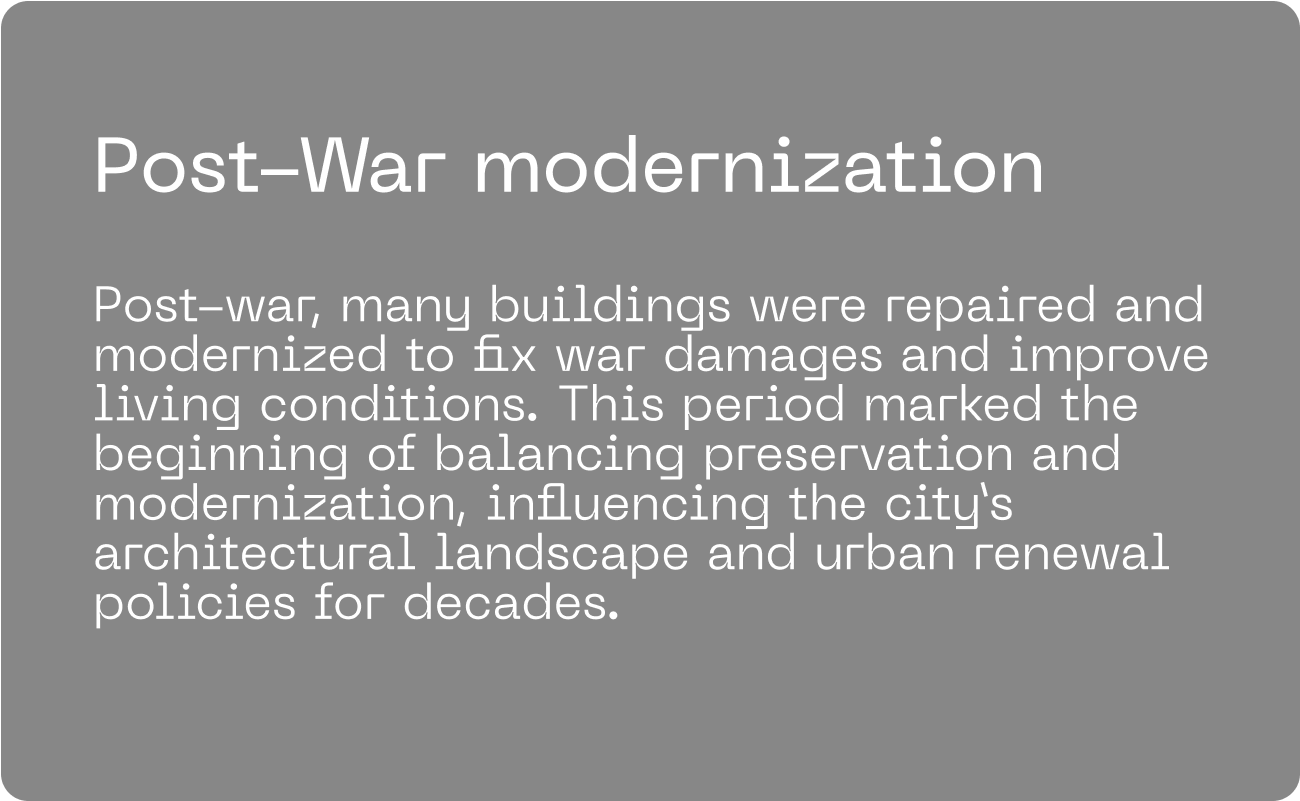 Post-War modernization
Post-war, many buildings were repaired and
modernized to fix war damages and improve
living conditions. This period marked the
beginning of balancing preservation and
modernization, influencing the city‛s
architectural landscape and urban renewal
policies for decades.